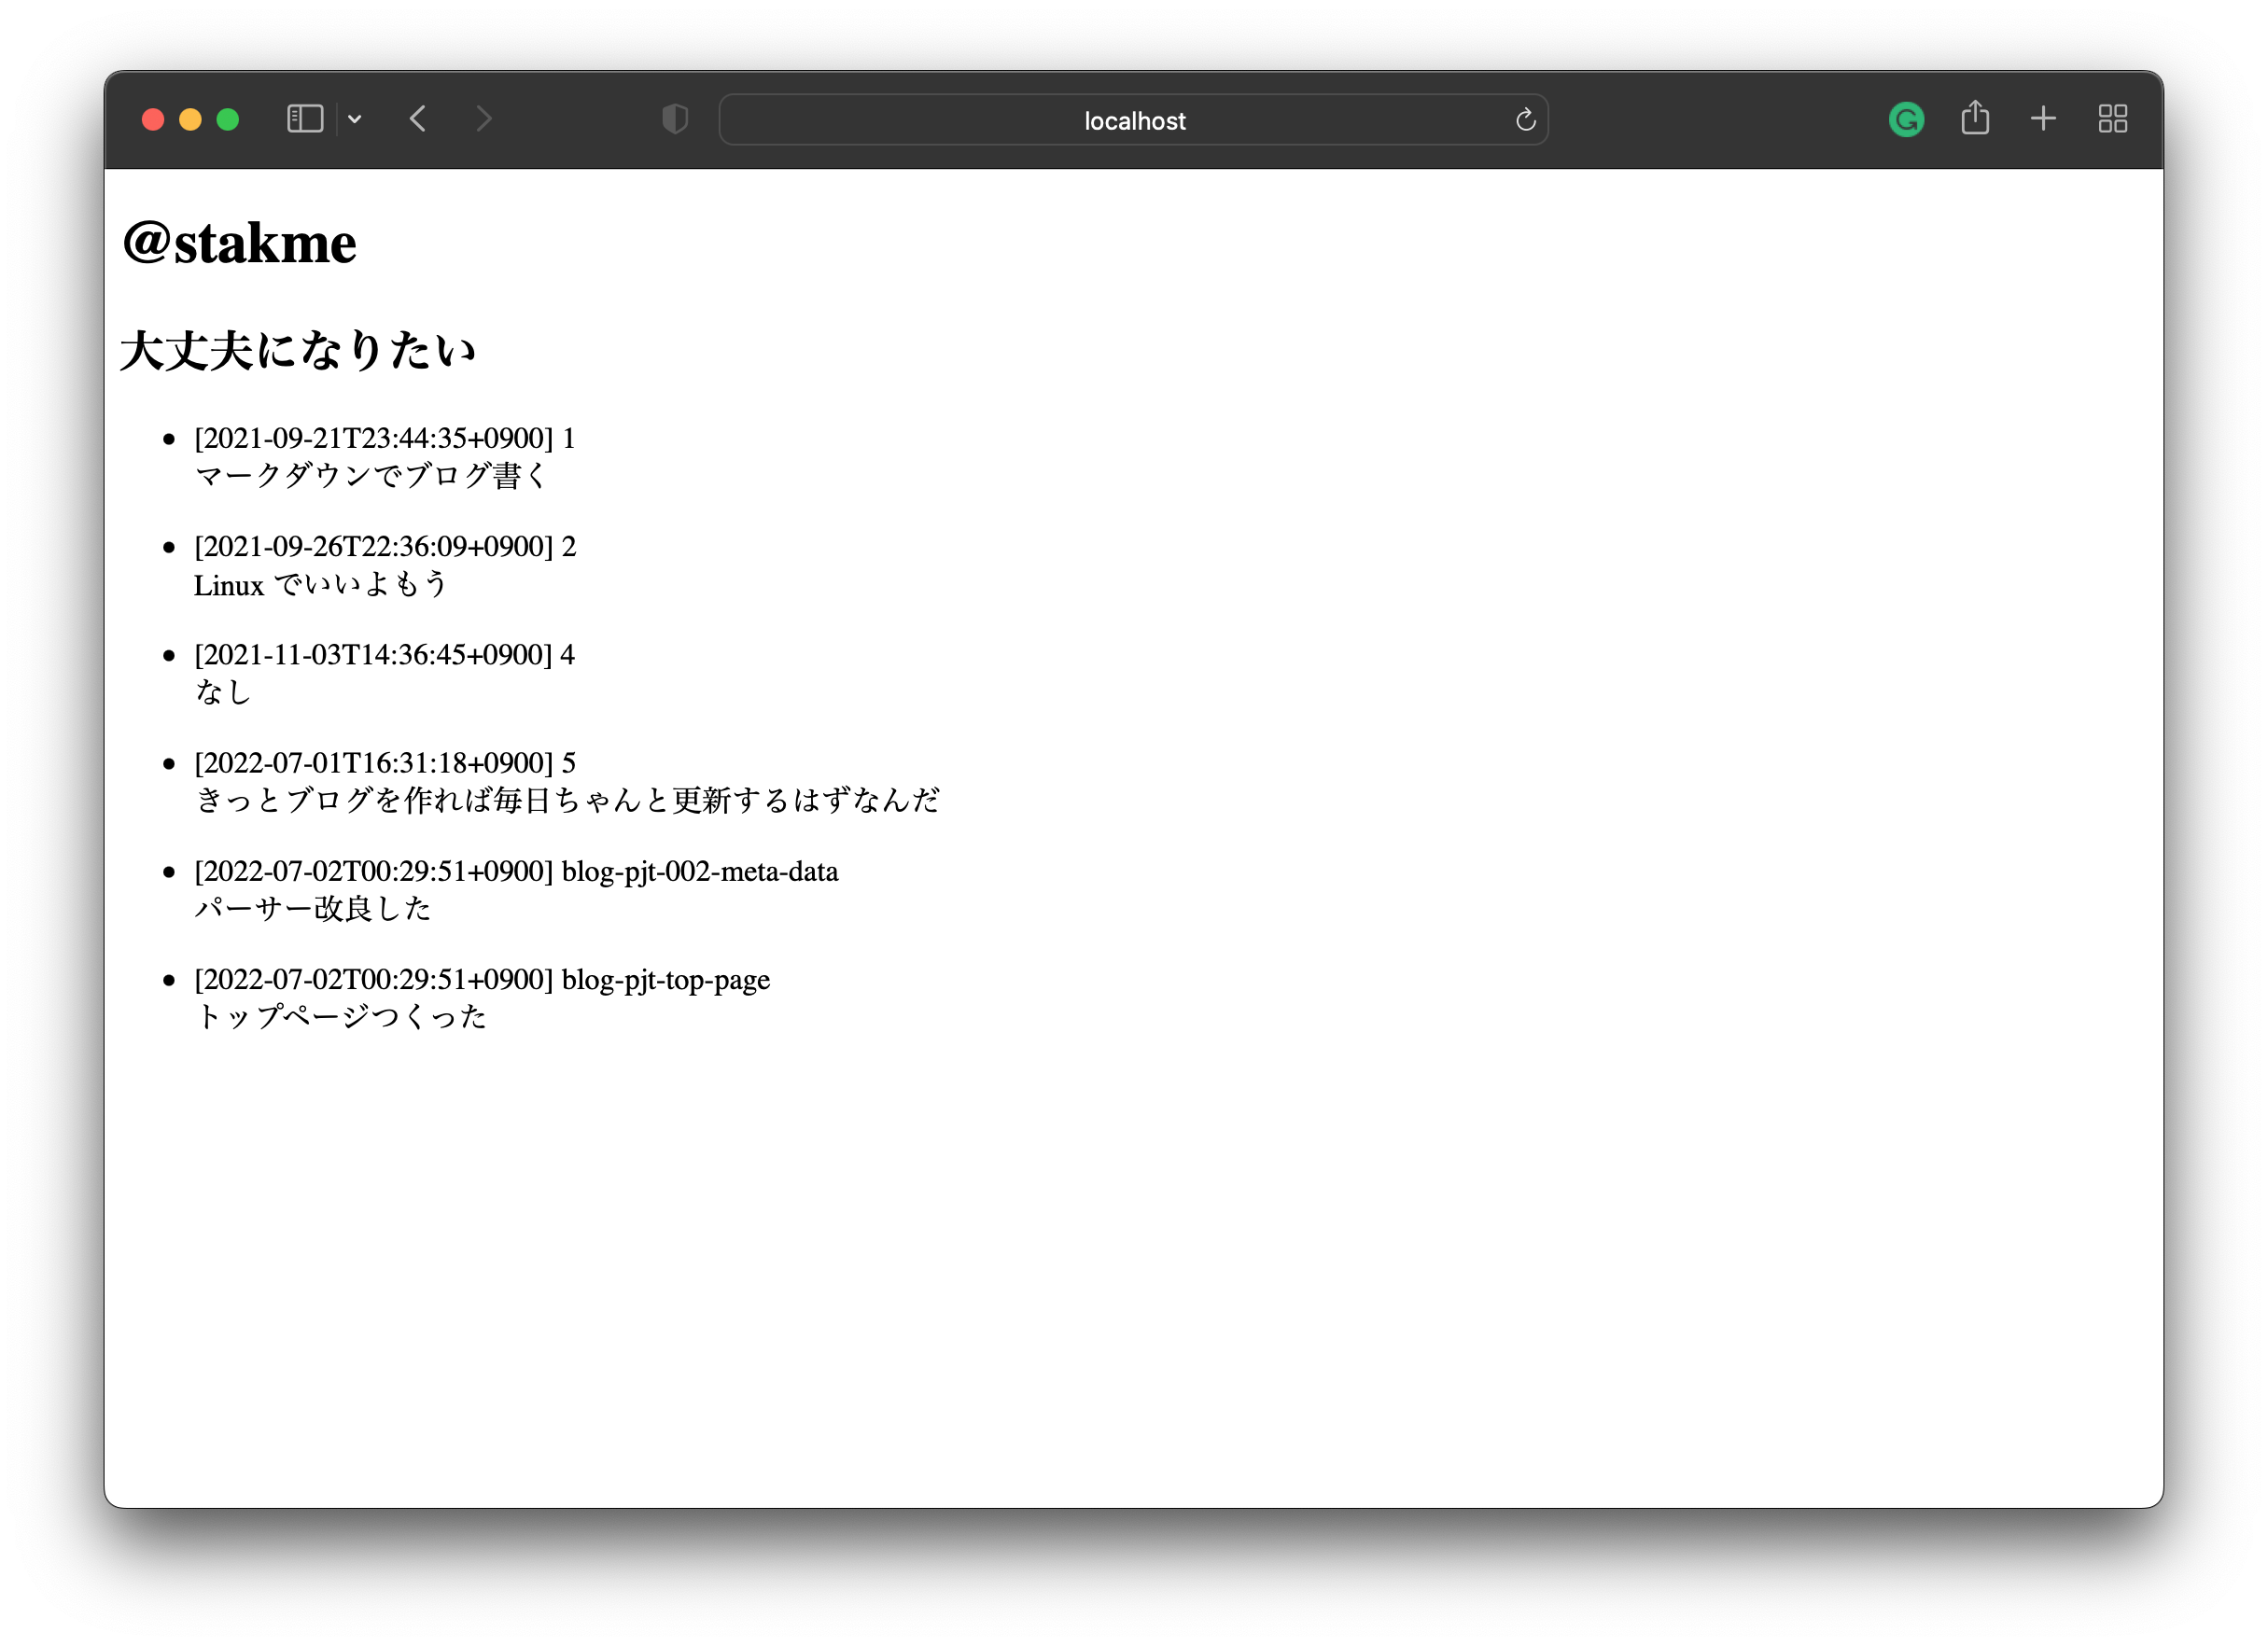 localhost
@stakme
大丈夫になりたい
[2021-09-21T23:44:35+0900] 1
マークダウンでブログ書く
[2021-09-26T22:36:09+0900] 2
Linux でいいよもう
[2021-11-03T14:36:45+0900] 4
なし
[2022-07-01T16:31:18+0900] 5
きっとブログを作れば毎日ちゃんと更新するはずなんだ
[2022-07-02T00:29:51+0900] blog-pjt-002-meta-data
パーサー改良した
[2022-07-02T00:29:51+0900] blog-pjt-top-page
トップページつくった